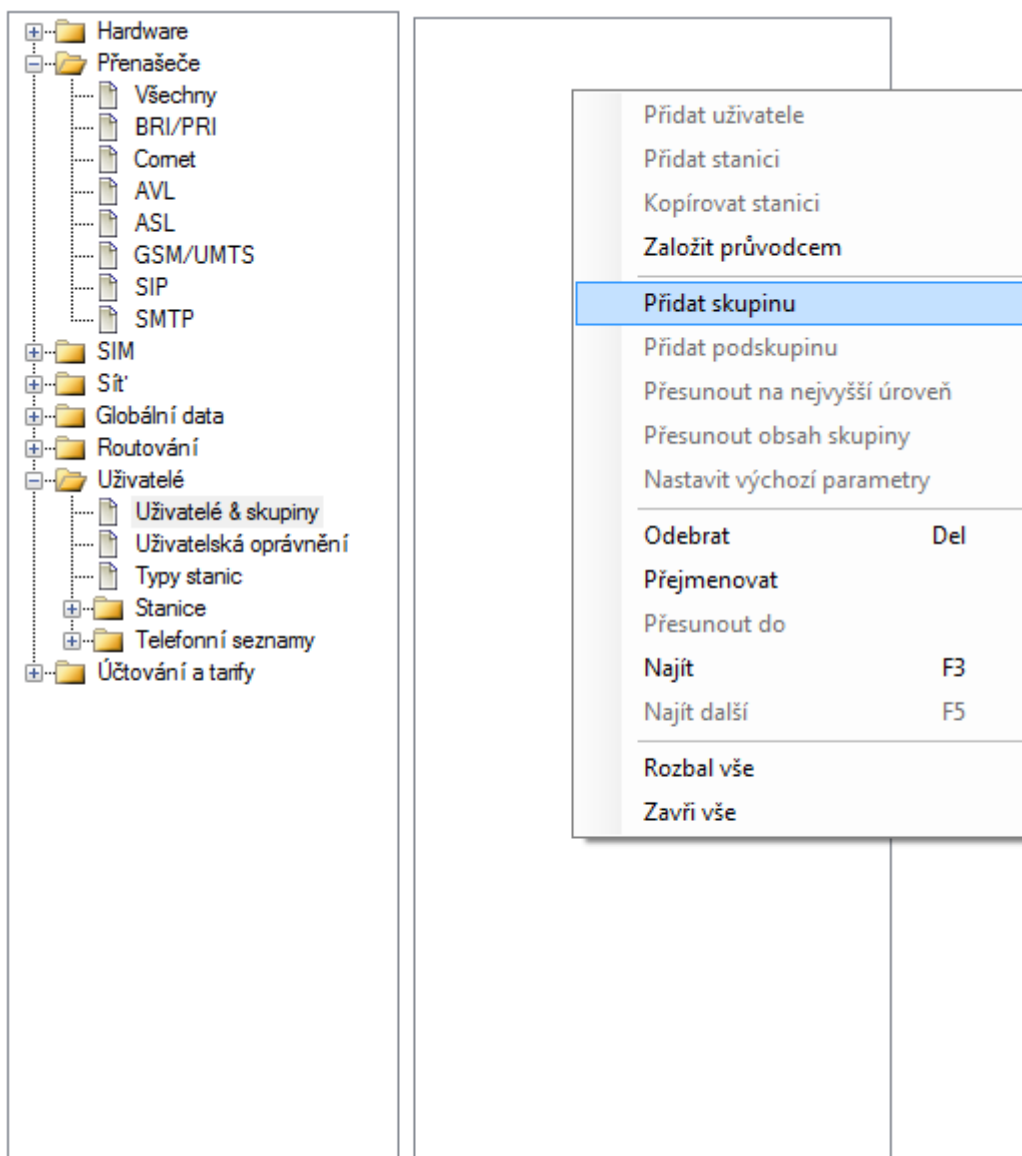 Hardware
Přenašeče
Všechny
BRI/PRI
Cornet
AVL
ASL
GSM/UMTS
SIP
SMTP
SIM
Síť
Globální data
Routování
Uživatelé
Uživatelé & skupiny
Uživatelská oprávnění
Typy stanic
Stanice
Telefonní seznamy
Účtování a tarify
Přidat uživatele
Přidat stanici
Kopírovat stanici
Založit průvodcem
Přidat skupinu
Přidat podskupinu
Přesunout na nejvyšší úroveň
Přesunout obsah skupiny
Nastavit výchozí parametry
Odebrat Del
Přejmenovat
Přesunout do
Najít F3
Najít další F5
Rozbal vše
Zavři vše